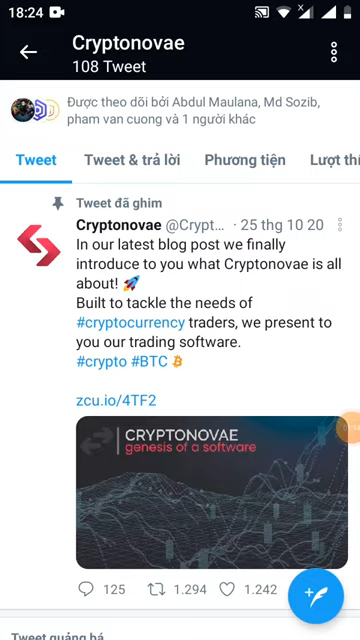 18:24
Cryptonovae
108 Tweet
Được theo dõi bởi Abdul Maulana, Md Sozib,
pham van cuong và 1 người khác
Tweet
Tweet & trả lời
Phương tiện
Lượt thí
Tweet đã ghim
Cryptonovae @Crypt... · 25 thg 10 20
In our latest blog post we finally
introduce to you what Cryptonovae is all
about! 🚀
Built to tackle the needs of
#cryptocurrency traders, we present to
you our trading software.
#crypto #BTC
zcu.io/4TF2
CRYPTONOVAE
genesis of a software
125 1.294 1.242
Tweet quảng bá